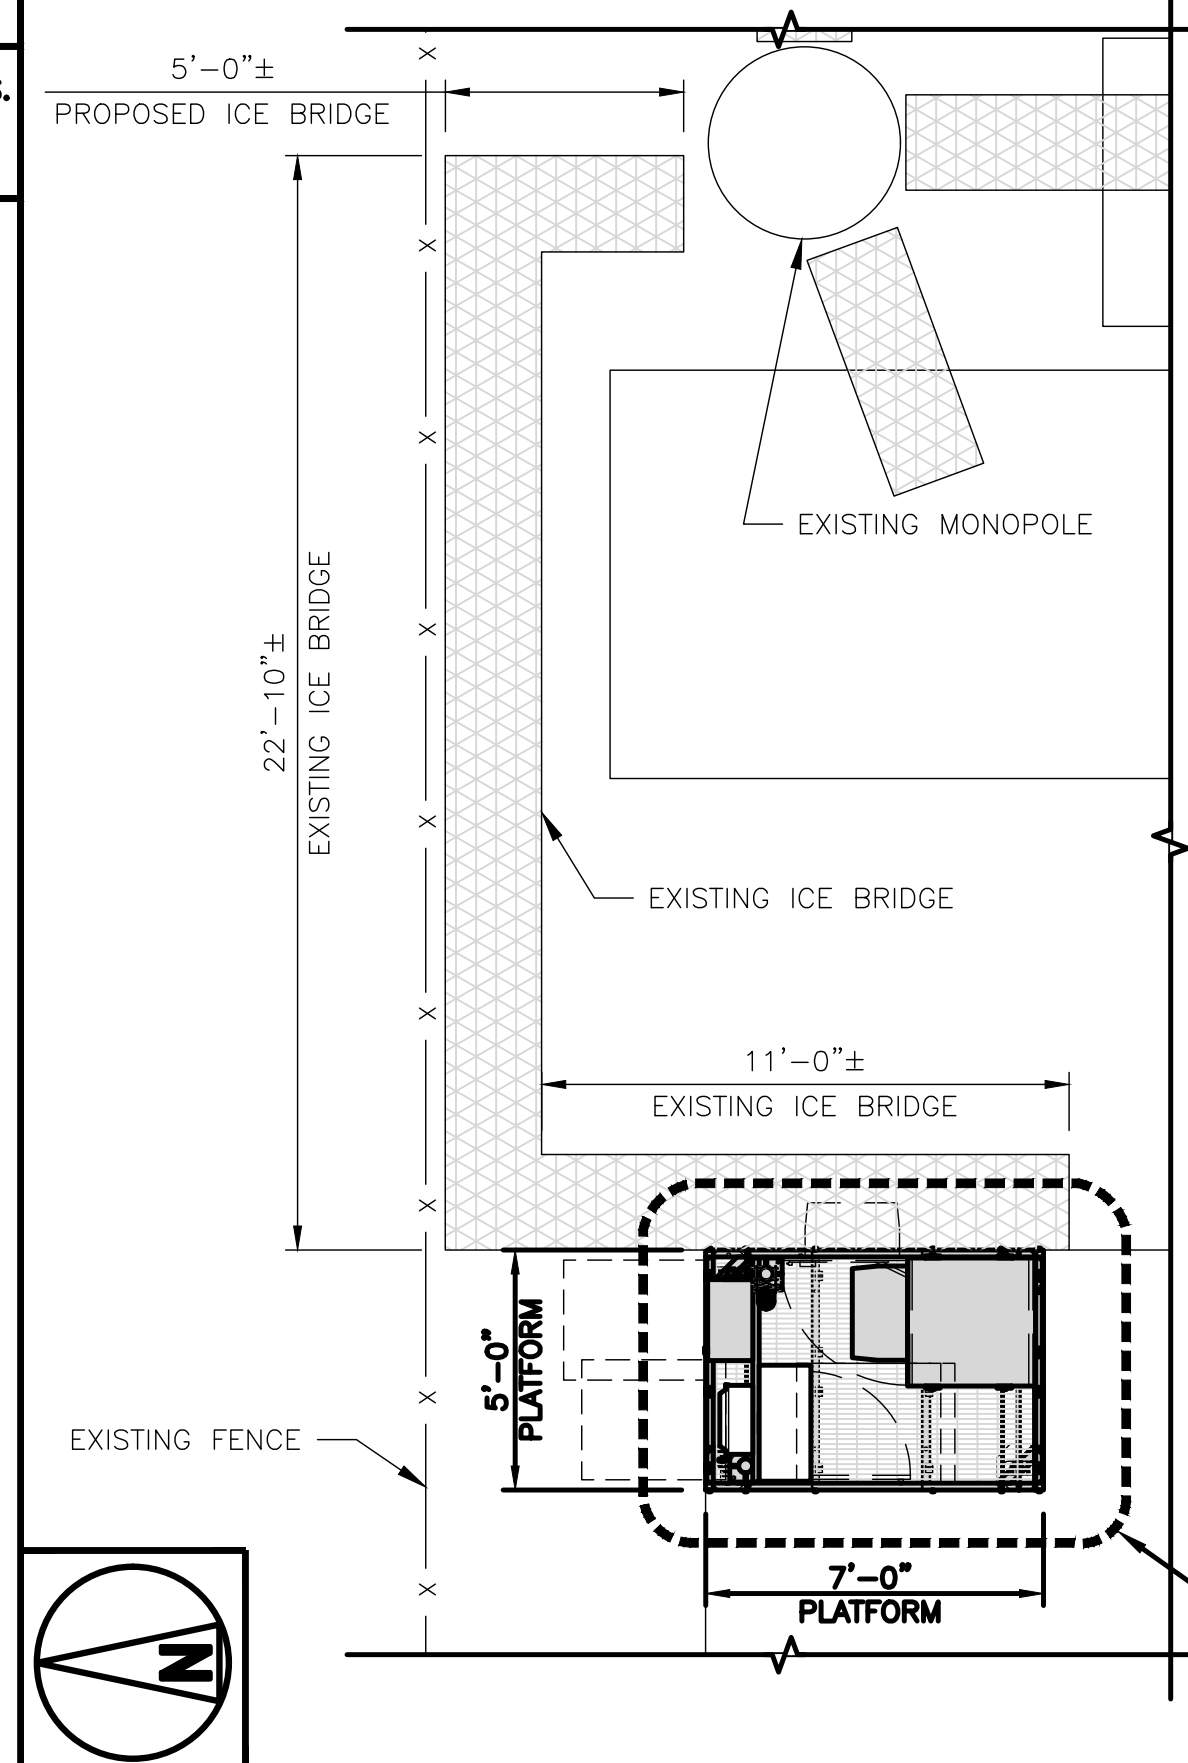 S.
5'-0"±
PROPOSED ICE BRIDGE
X
X
X
X
X
X
X
X
X
22'-10"±
EXISTING ICE BRIDGE
EXISTING MONOPOLE
EXISTING ICE BRIDGE
11'-0"±
EXISTING ICE BRIDGE
5'-0"
PLATFORM
EXISTING FENCE
7'-0"
PLATFORM
N